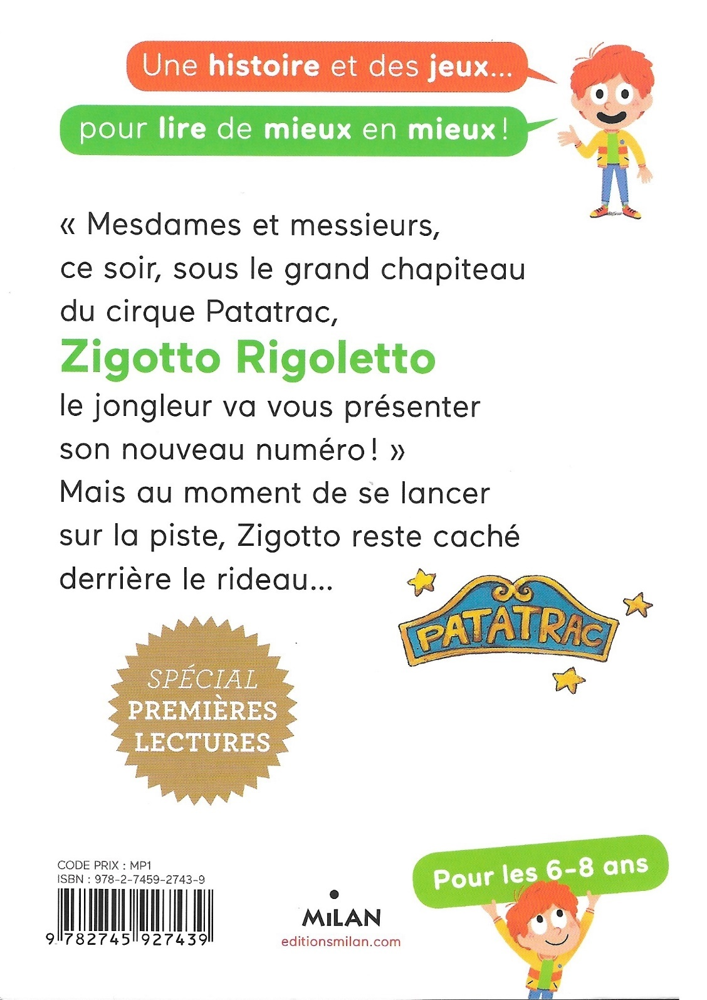 Une histoire et des jeux...
pour lire de mieux en mieux !
« Mesdames et messieurs,
ce soir, sous le grand chapiteau
du cirque Patatrac,
Zigotto Rigoletto
le jongleur va vous présenter
son nouveau numéro ! »
Mais au moment de se lancer
sur la piste, Zigotto reste caché
derrière le rideau...
PATATRAC
SPÉCIAL
PREMIÈRES
LECTURES
CODE PRIX : MP1
ISBN : 978-2-7459-2743-9
9 782745 927439
MiLAN
editionsmilan.com
Pour les 6-8 ans